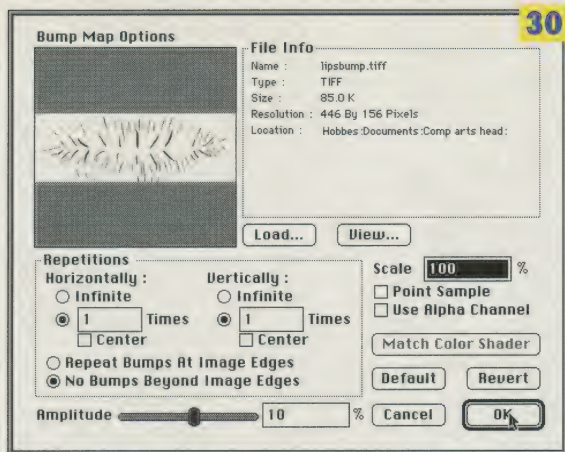 30
Bump Map Options
File Info
Name : lipsbump.tiff
Type : TIFF
Size : 85.0 K
Resolution : 446 By 156 Pixels
Location : Hobbes:Documents:Comp arts head:
Load... View...
Repetitions
Horizontally : Vertically :
Infinite Infinite
1 Times 1 Times
Center Center
Repeat Bumps At Image Edges
No Bumps Beyond Image Edges
Scale 100 %
Point Sample
Use Alpha Channel
Match Color Shader
Default Revert
Amplitude 10 % Cancel OK